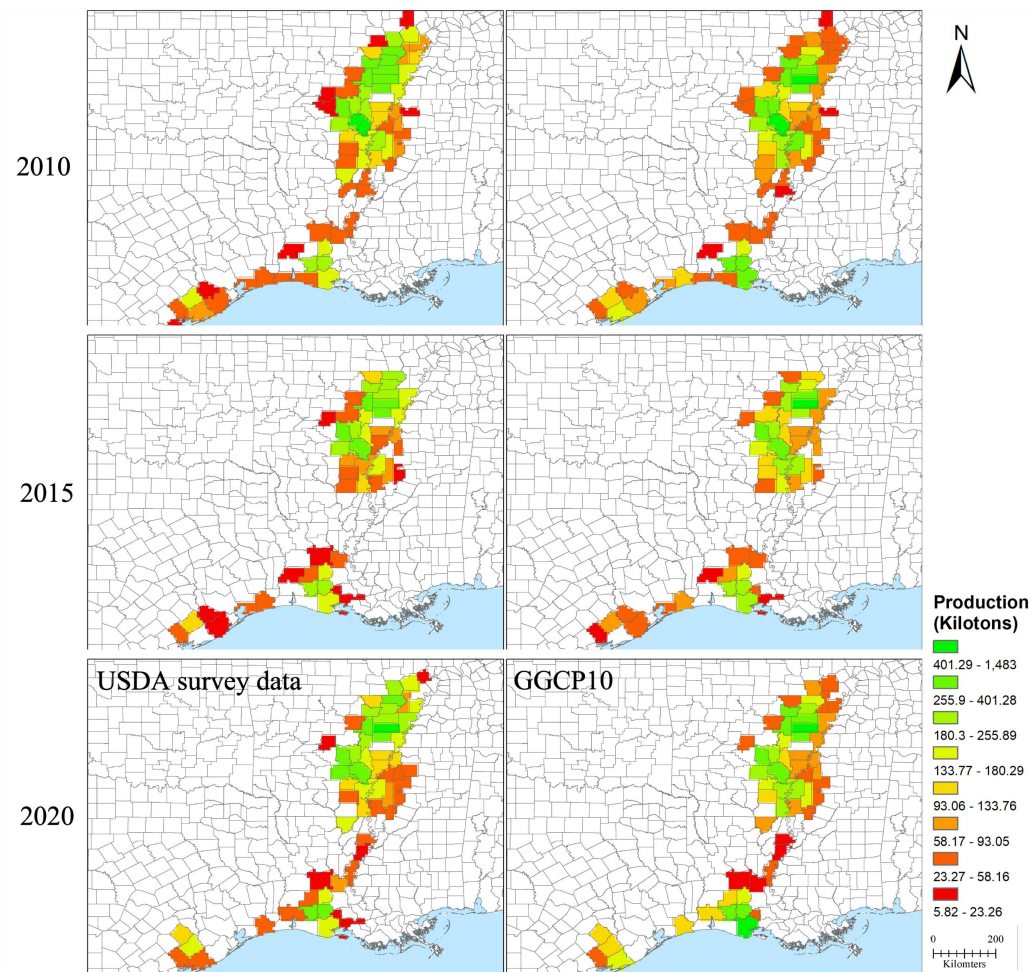 N
2010
2015
2020
USDA survey data
GGCP10
Production
(Kilotons)
401.29 - 1,483
255.9 - 401.28
180.3 - 255.89
133.77 - 180.29
93.06 - 133.76
58.17 - 93.05
23.27 - 58.16
5.82 - 23.26
0 200
Kilomters